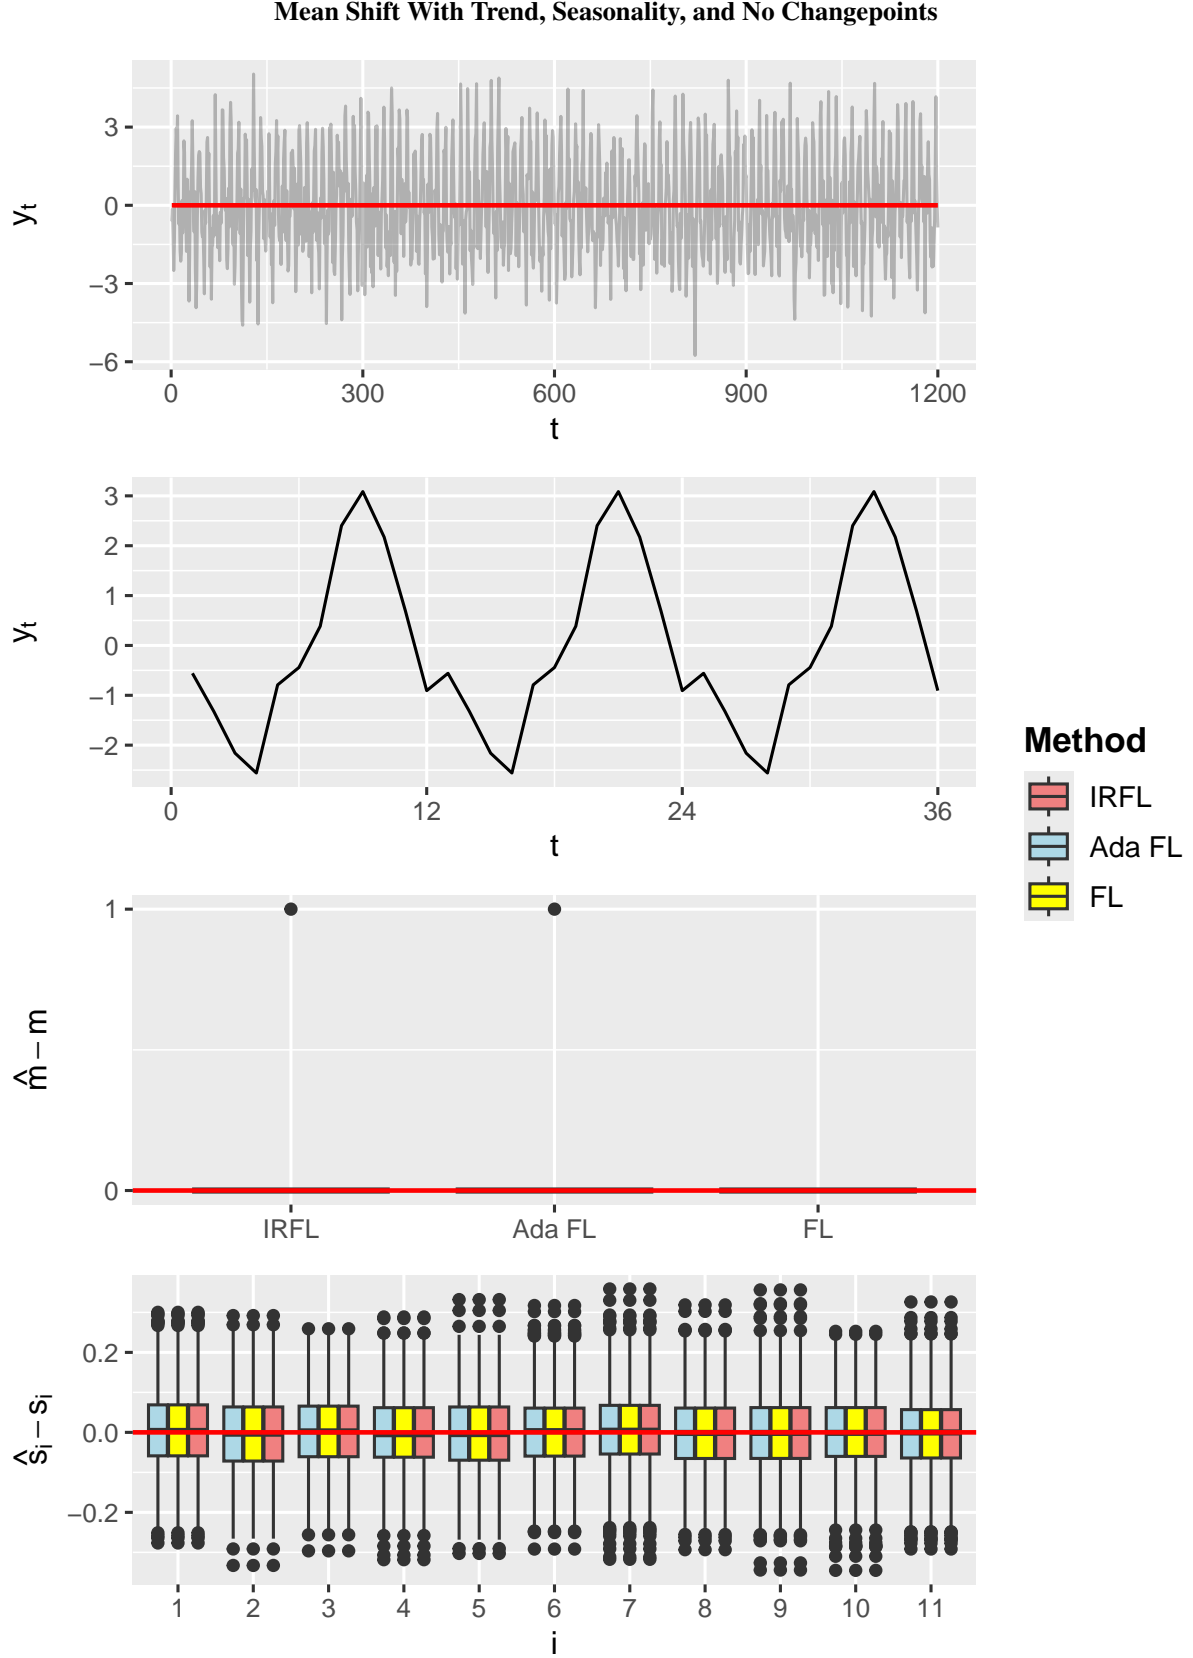 Mean Shift With Trend, Seasonality, and No Changepoints
3
0
−3
−6
yₜ
0 300 600 900 1200
t
3
2
1
0
−1
−2
yₜ
0 12 24 36
t
1
0
m̂ − m
IRFL Ada FL FL
0.2
0.0
−0.2
ŝᵢ − sᵢ
1 2 3 4 5 6 7 8 9 10 11
i
Method
IRFL
Ada FL
FL